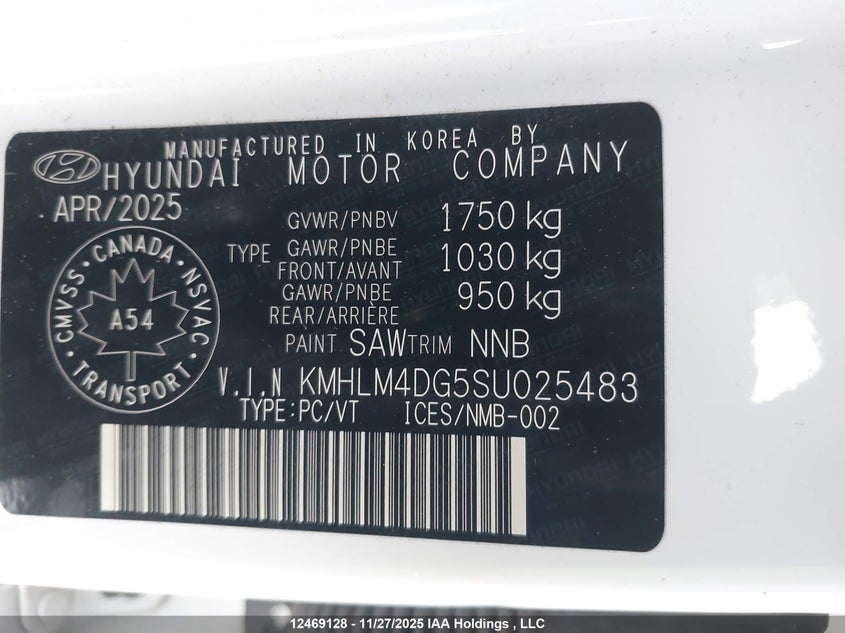 MANUFACTURED IN KOREA BY
HYUNDAI MOTOR COMPANY
APR/2025
GVWR/PNBV 1750 kg
TYPE GAWR/PNBE FRONT/AVANT 1030 kg
GAWR/PNBE REAR/ARRIÈRE 950 kg
PAINT SAW TRIM NNB
CMVSS · CANADA · NSVAC · TRANSPORT
A54
V.I.N KMHLM4DG5SU025483
TYPE:PC/VT ICES/NMB-002
12469128 - 11/27/2025 IAA Holdings , LLC